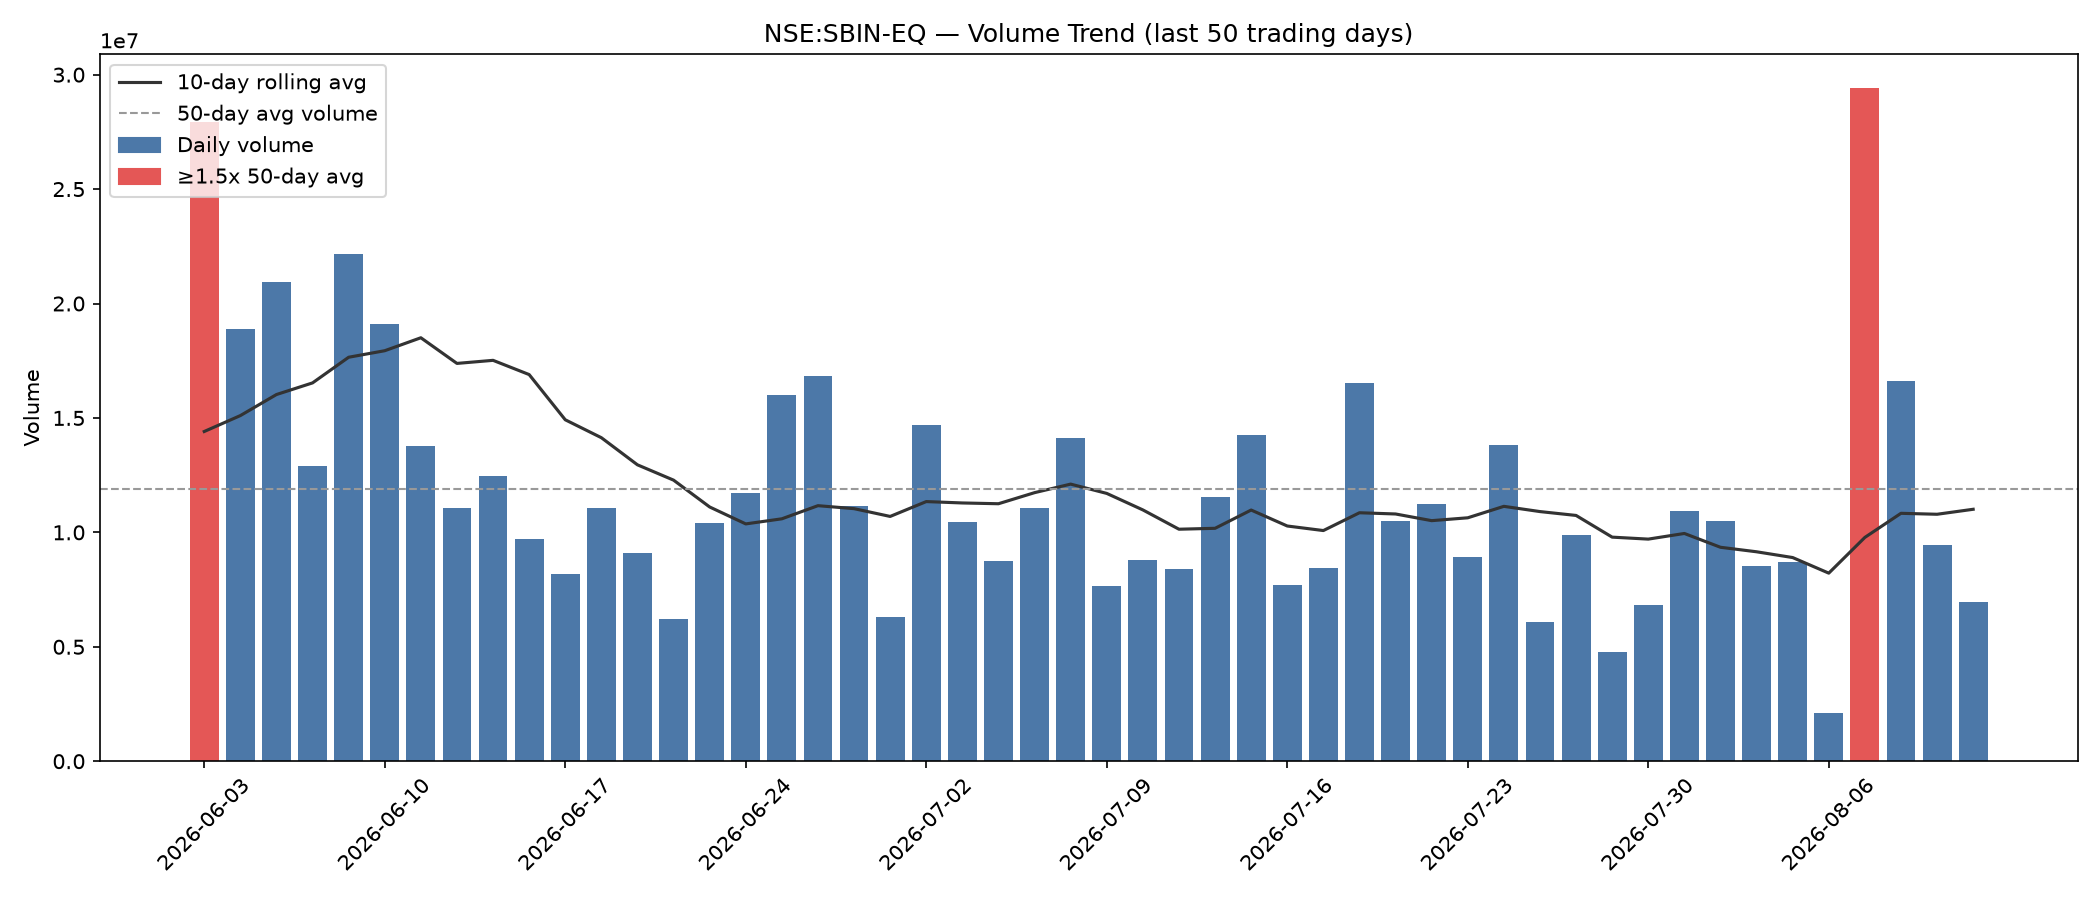 NSE:SBIN-EQ — Volume Trend (last 50 trading days)
1e7
3.0
2.5
2.0
1.5
1.0
0.5
0.0
Volume
10-day rolling avg
50-day avg volume
Daily volume
≥1.5x 50-day avg
2026-06-03
2026-06-10
2026-06-17
2026-06-24
2026-07-02
2026-07-09
2026-07-16
2026-07-23
2026-07-30
2026-08-06